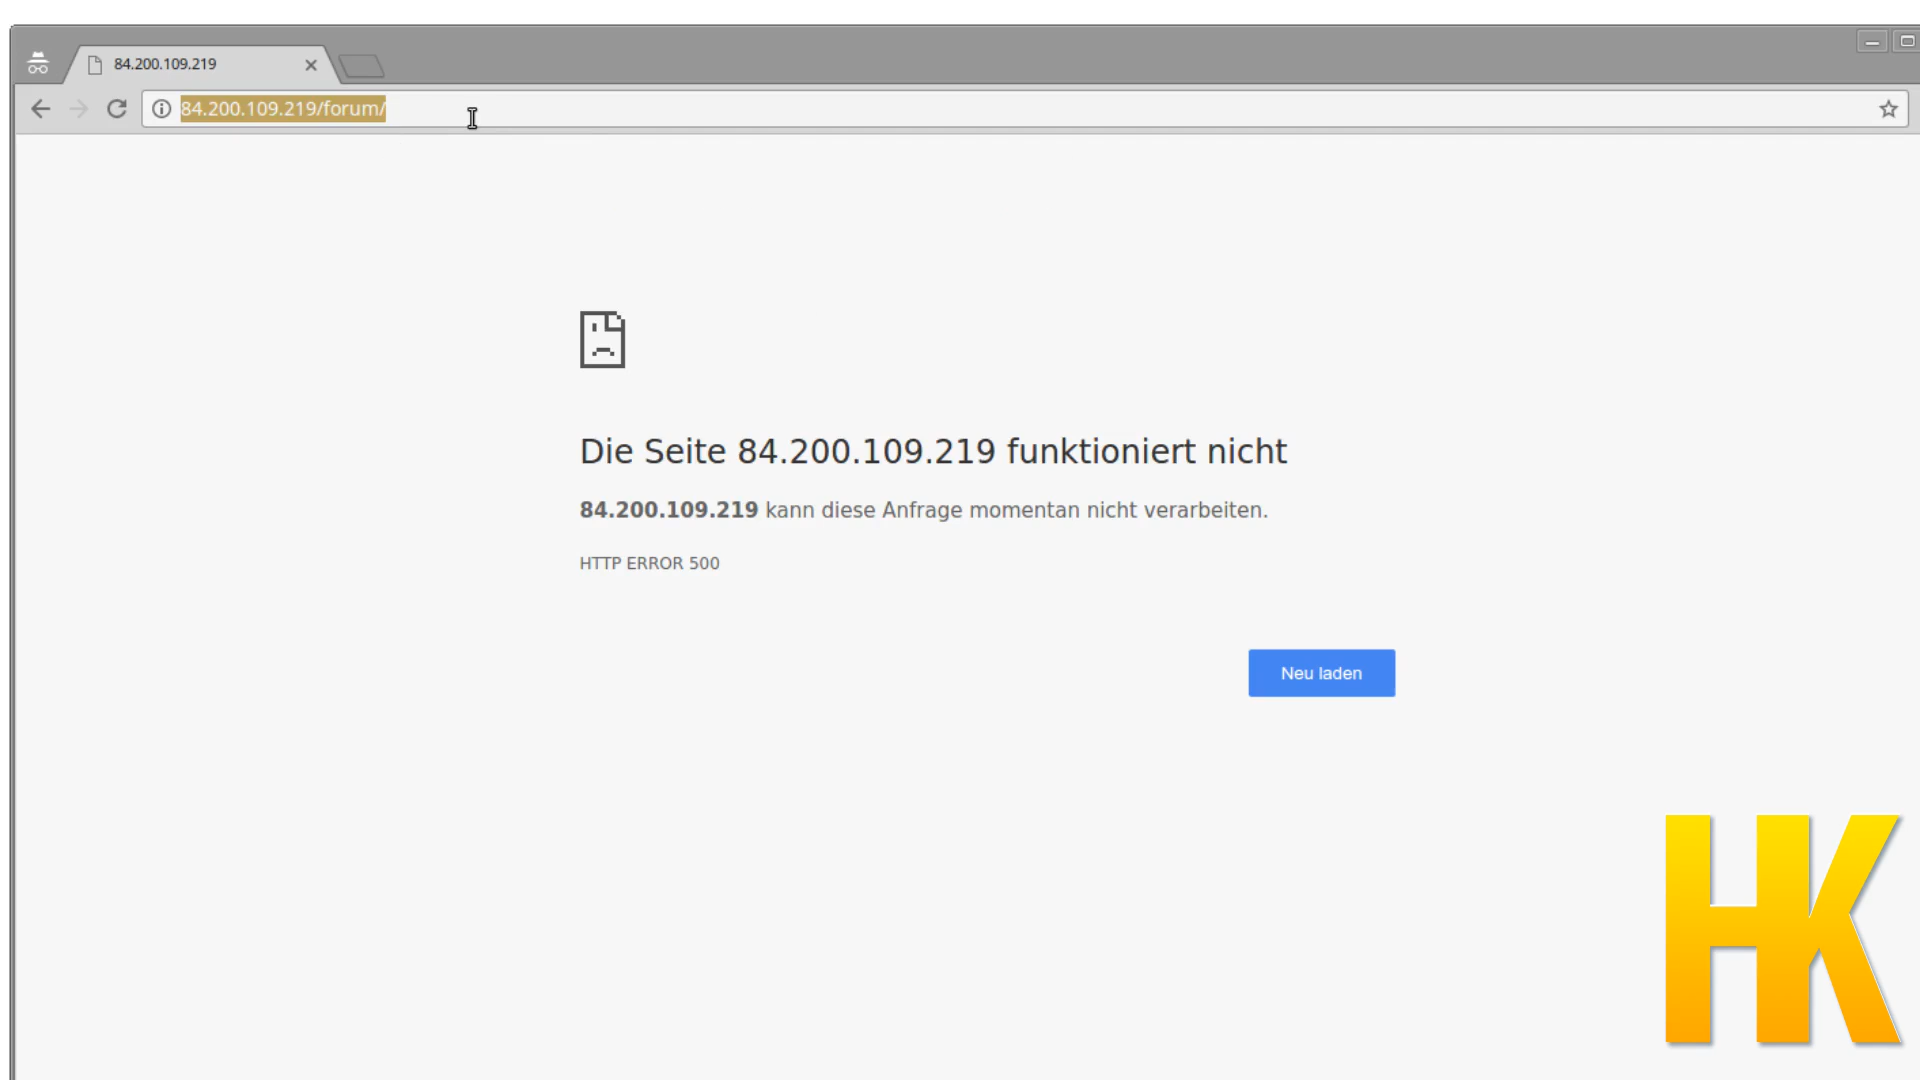 84.200.109.219
84.200.109.219/forum/
Die Seite 84.200.109.219 funktioniert nicht
84.200.109.219 kann diese Anfrage momentan nicht verarbeiten.
HTTP ERROR 500
Neu laden
HK